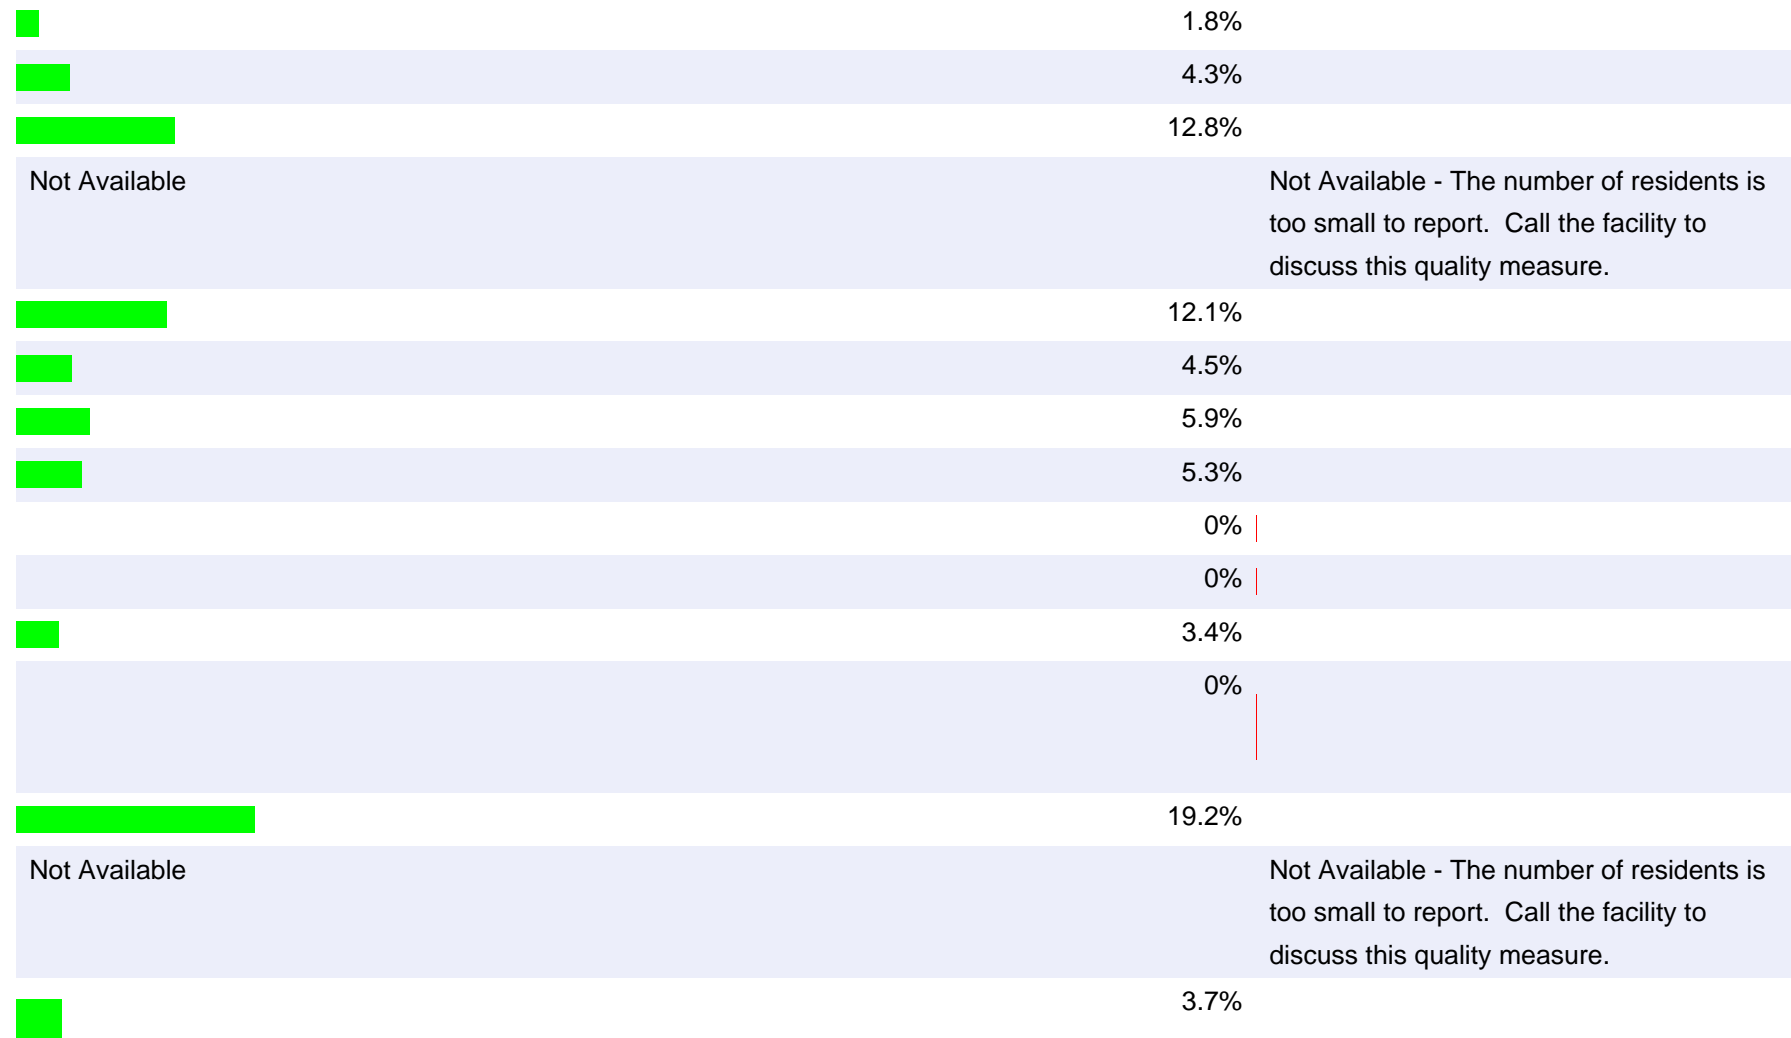 1.8%
4.3%
12.8%
Not Available
Not Available - The number of residents is
too small to report.  Call the facility to
discuss this quality measure.
12.1%
4.5%
5.9%
5.3%
0%
0%
3.4%
0%
19.2%
Not Available
Not Available - The number of residents is
too small to report.  Call the facility to
discuss this quality measure.
3.7%